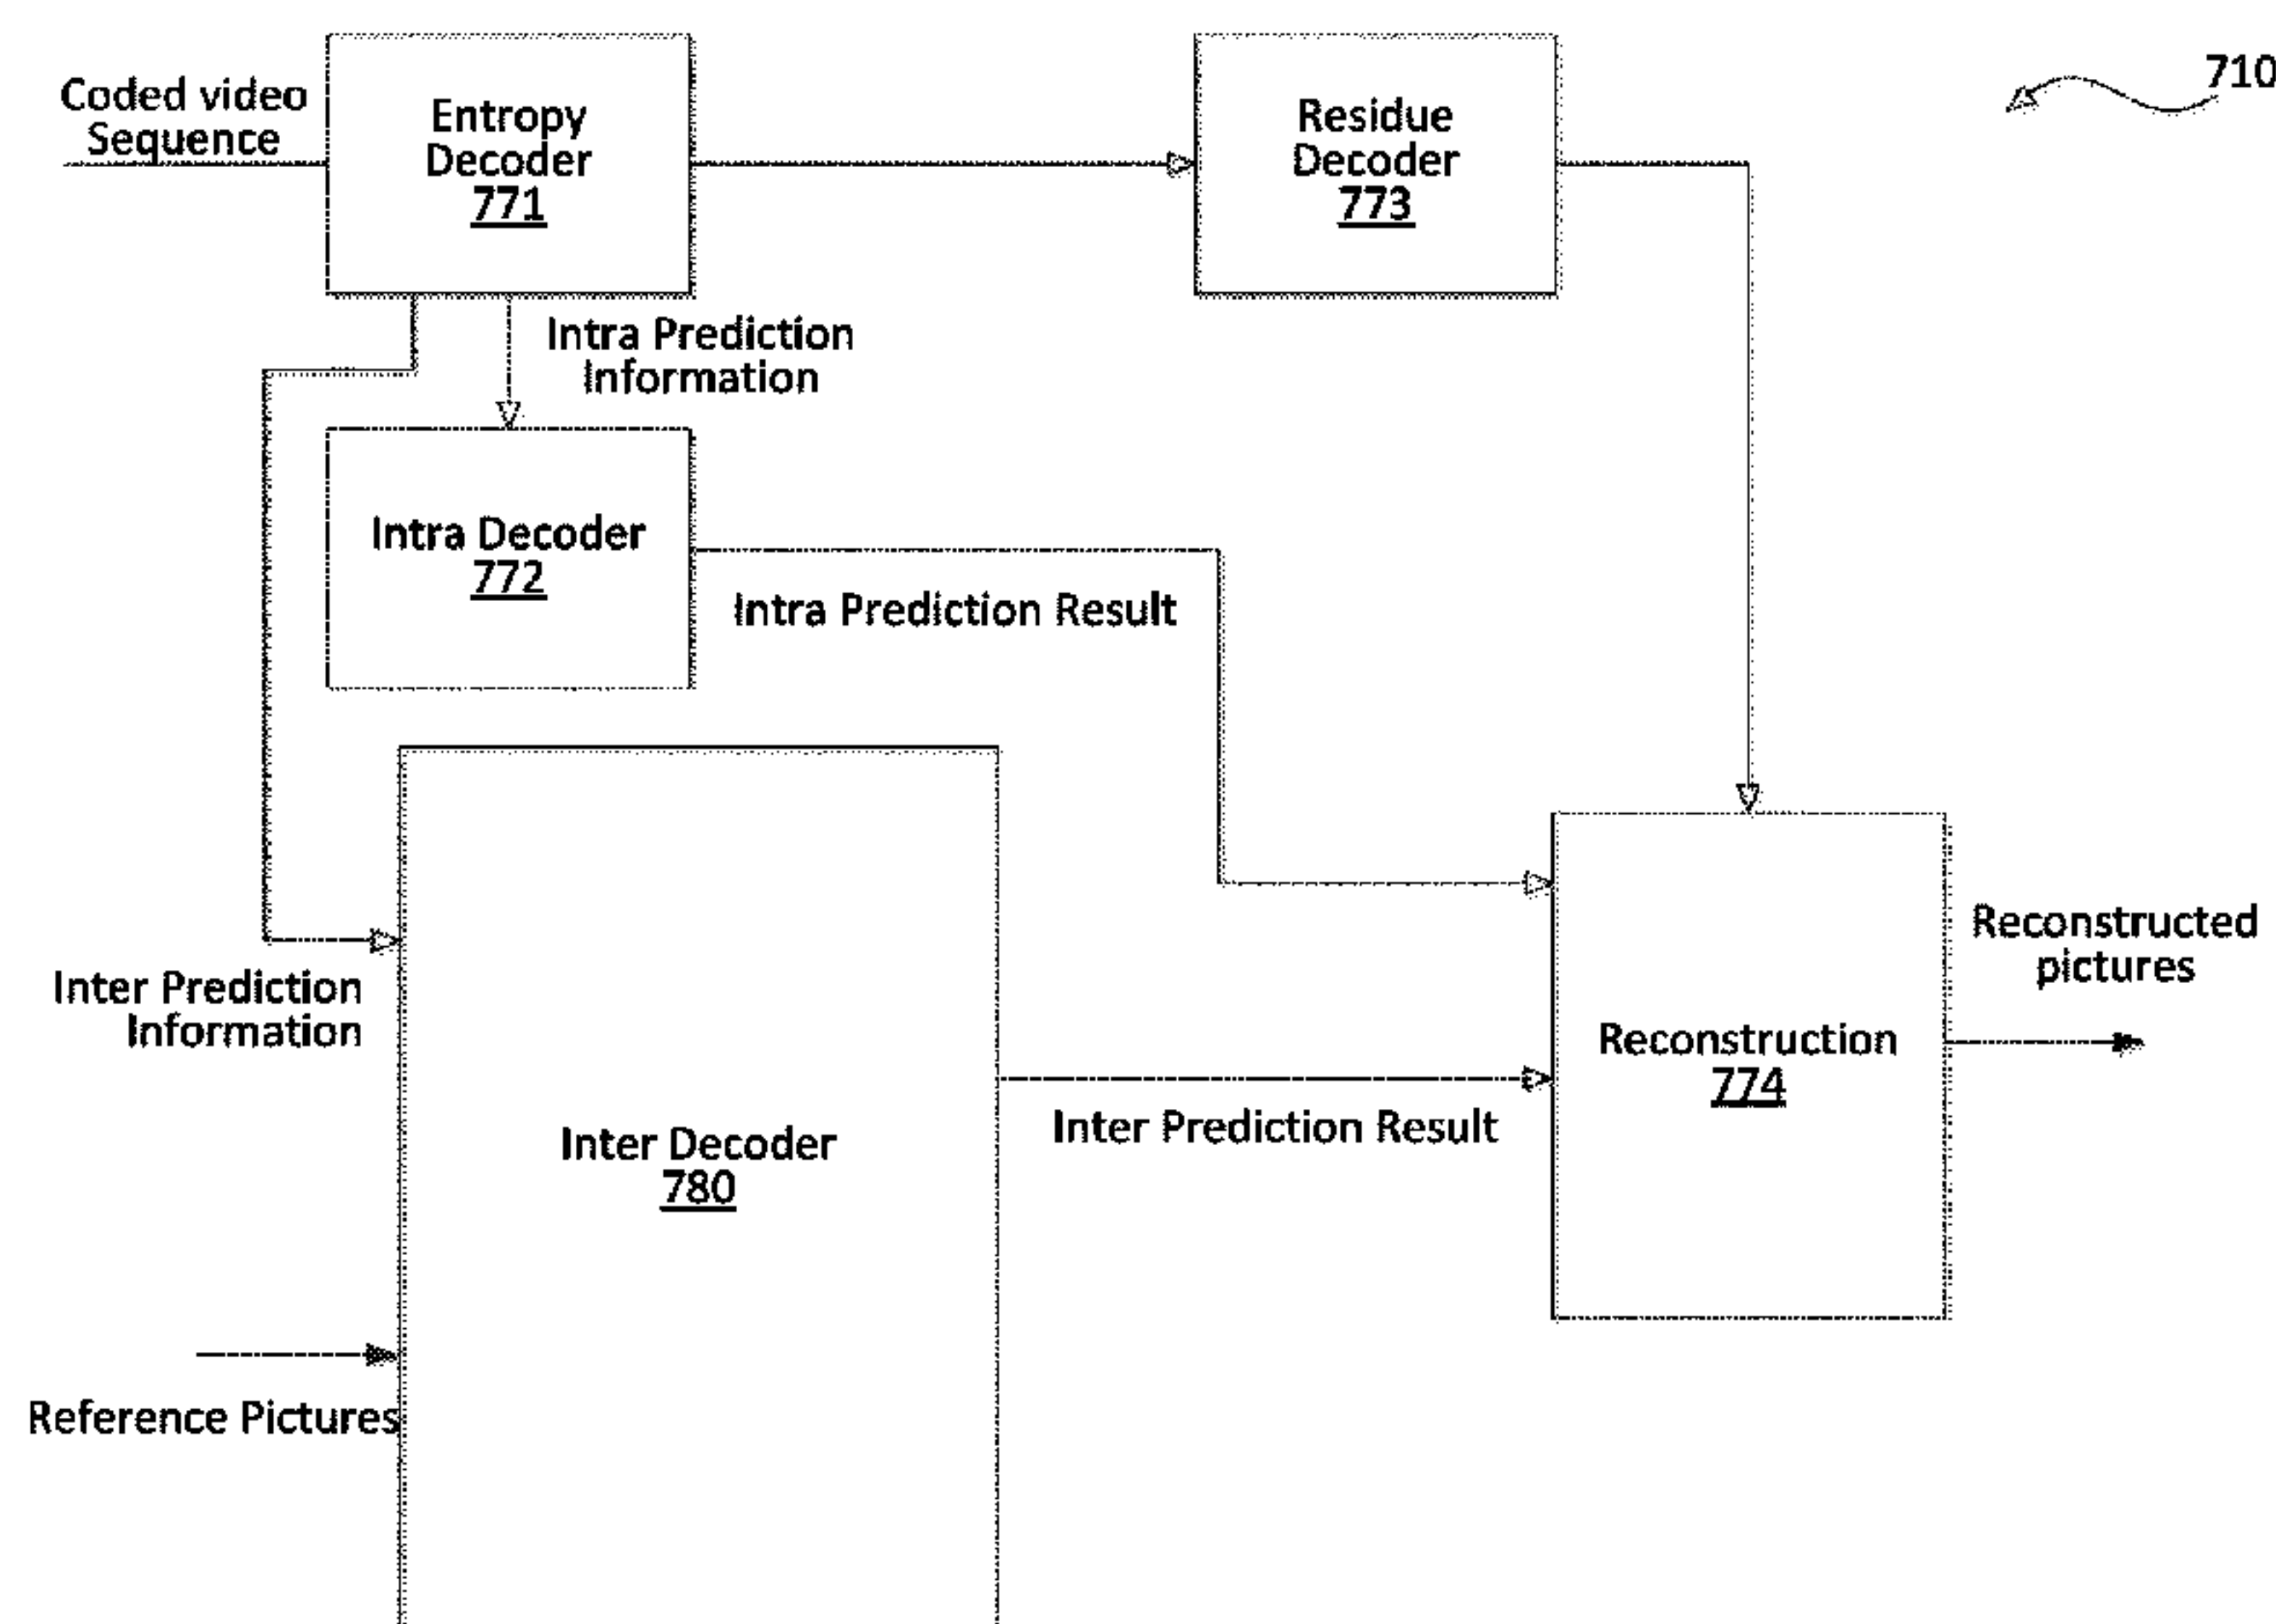 Coded video
Sequence
Entropy
Decoder
771
Residue
Decoder
773
710
Intra Prediction
Information
Intra Decoder
772
Intra Prediction Result
Inter Prediction
Information
Reconstructed
pictures
Reconstruction
774
Inter Decoder
780
Inter Prediction Result
Reference Pictures